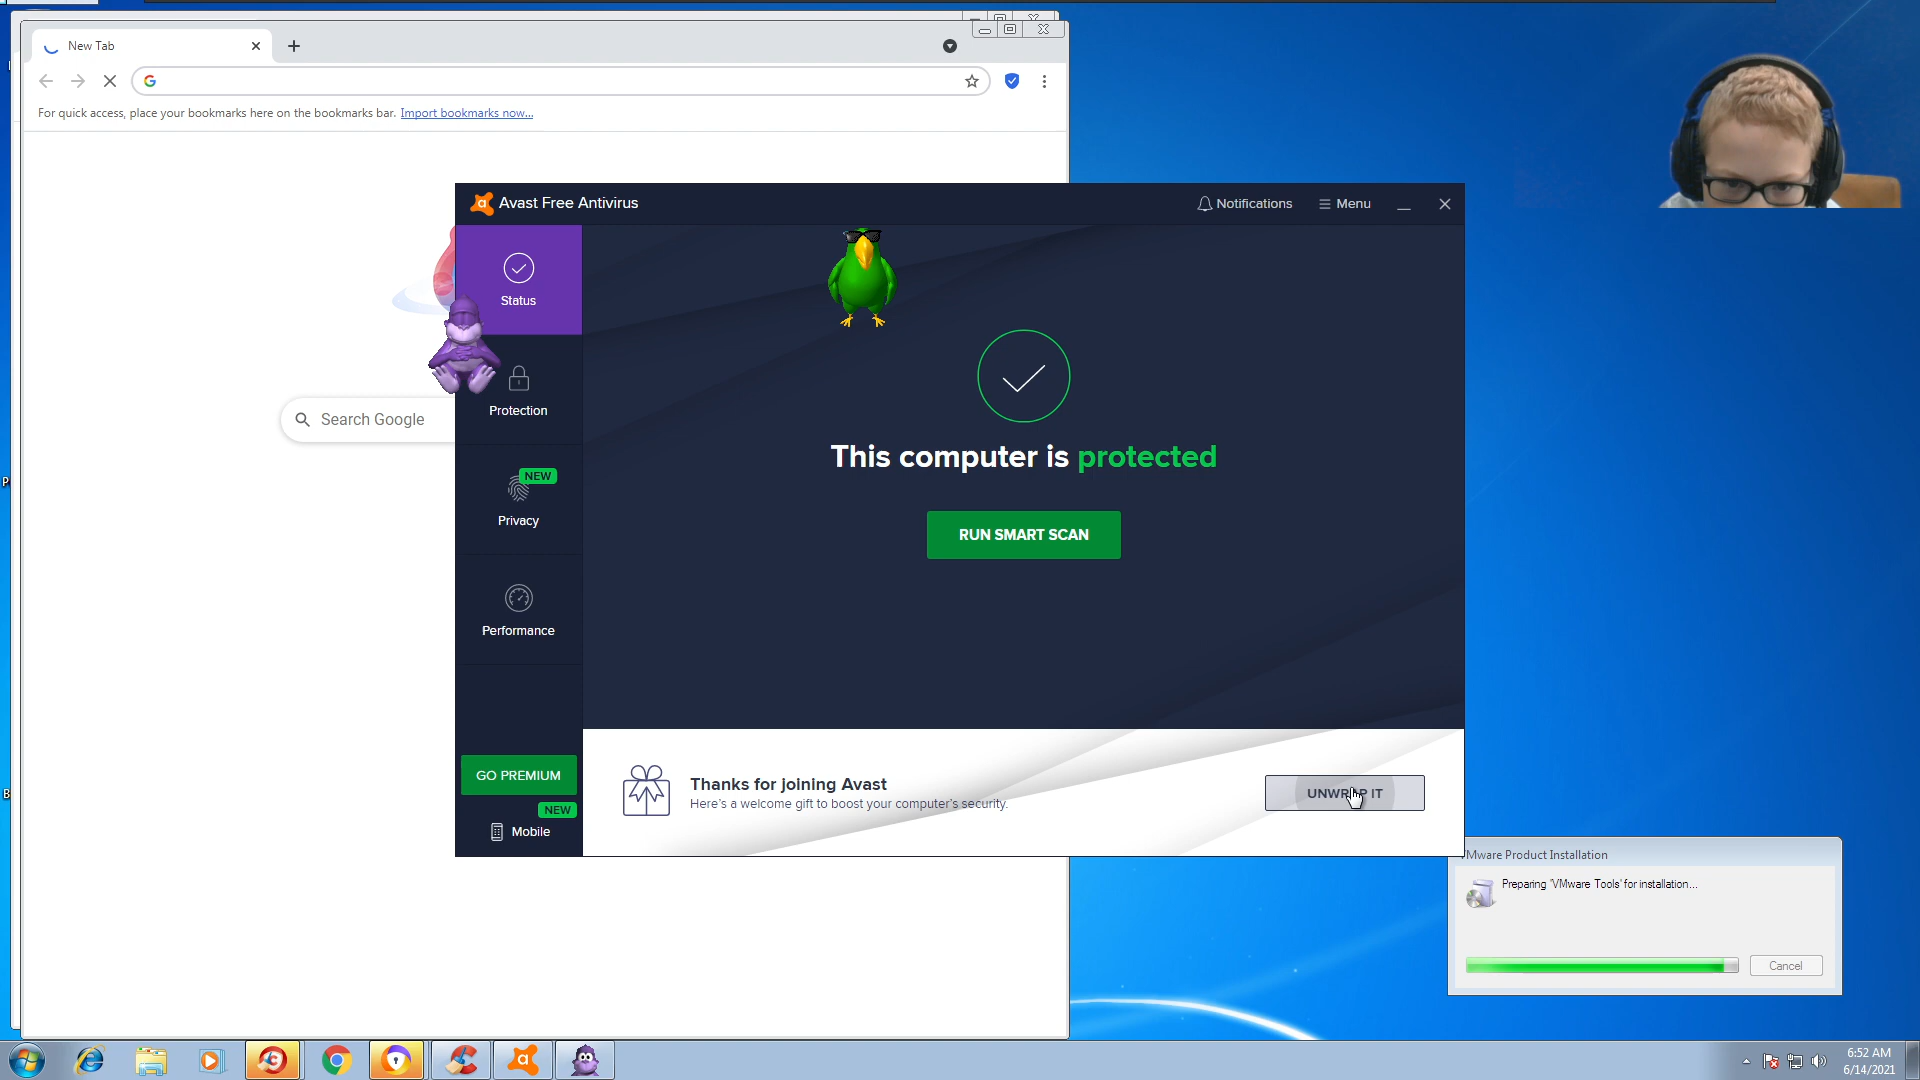 New Tab
For quick access, place your bookmarks here on the bookmarks bar. Import bookmarks now...
Avast Free Antivirus
Notifications
Menu
Status
Protection
Search Google
This computer is protected
NEW
Privacy
RUN SMART SCAN
Performance
GO PREMIUM
NEW
Mobile
Thanks for joining Avast
Here's a welcome gift to boost your computer's security.
VMware Product Installation
Preparing 'VMware Tools' for installation...
Cancel
6:52 AM
6/14/2021